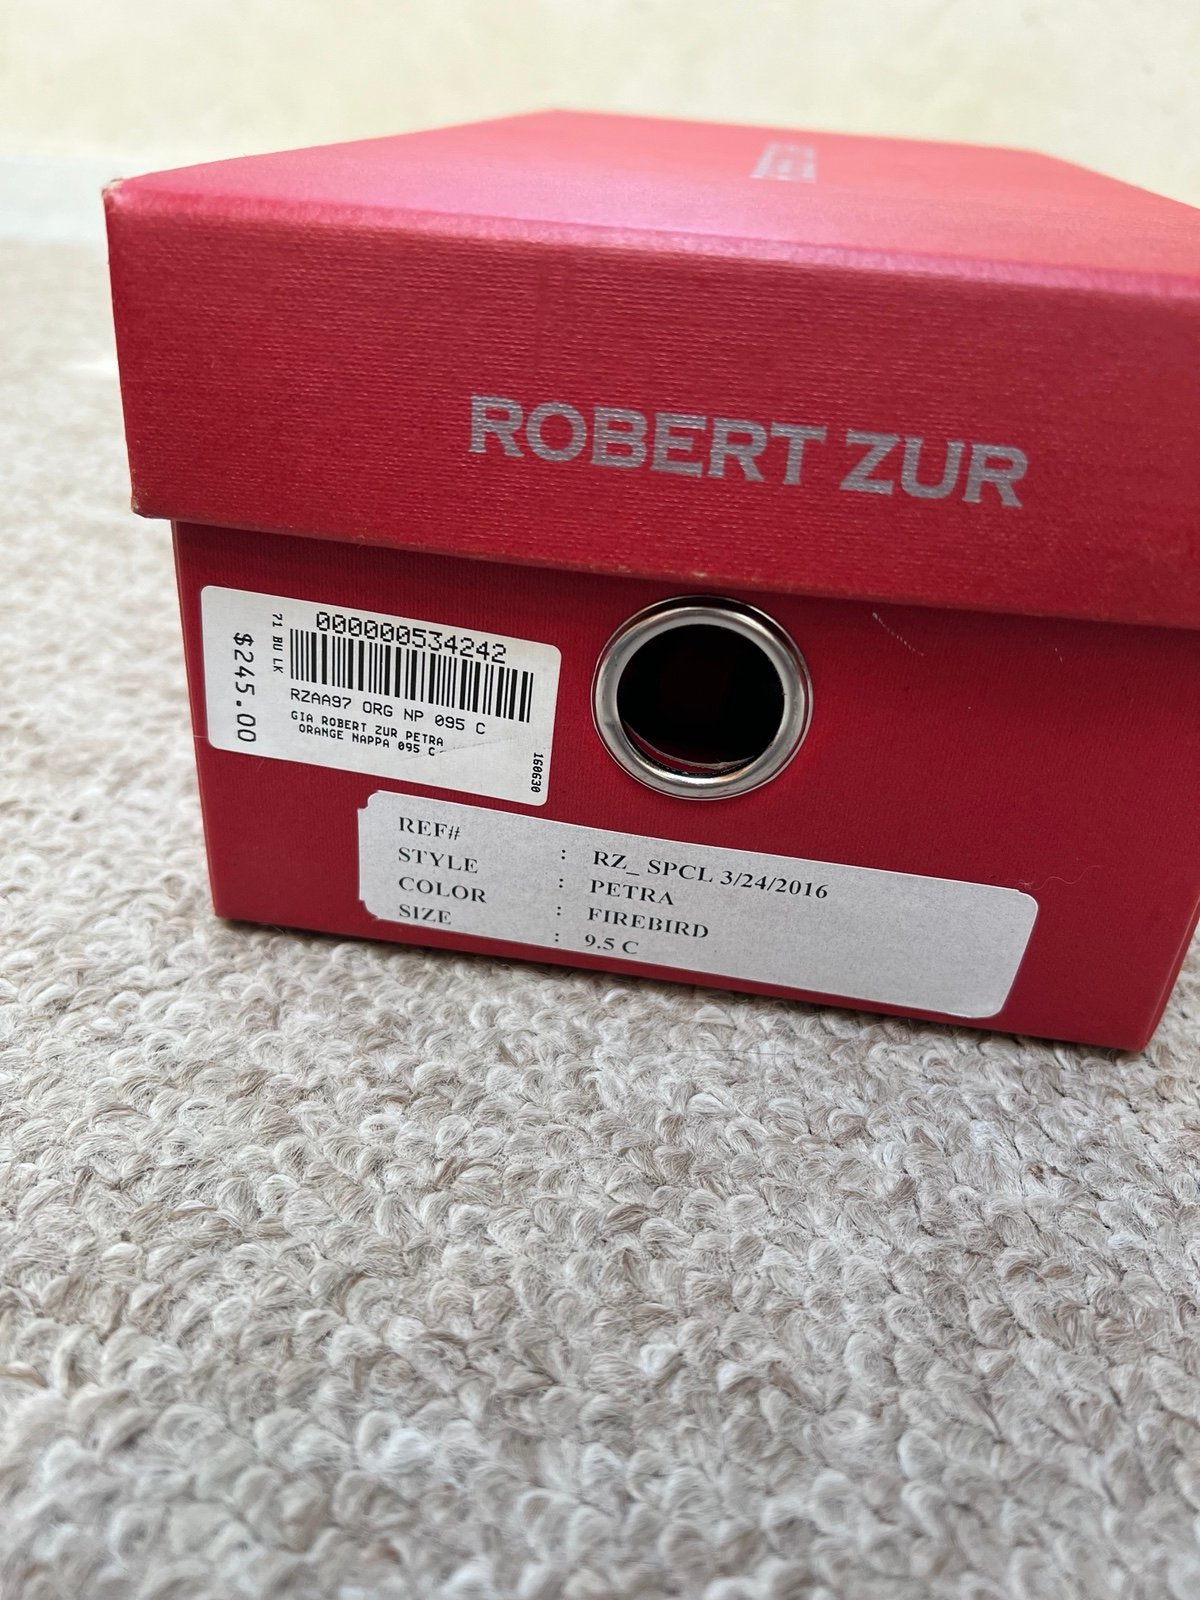 ROBERT ZUR
$245.00
71 BU LK
000000534242
RZAA97 ORG NP 095 C
GIA ROBERT ZUR PETRA
ORANGE NAPPA 095 C
160630
REF# : RZ_ SPCL 3/24/2016
STYLE : PETRA
COLOR : FIREBIRD
SIZE : 9.5 C